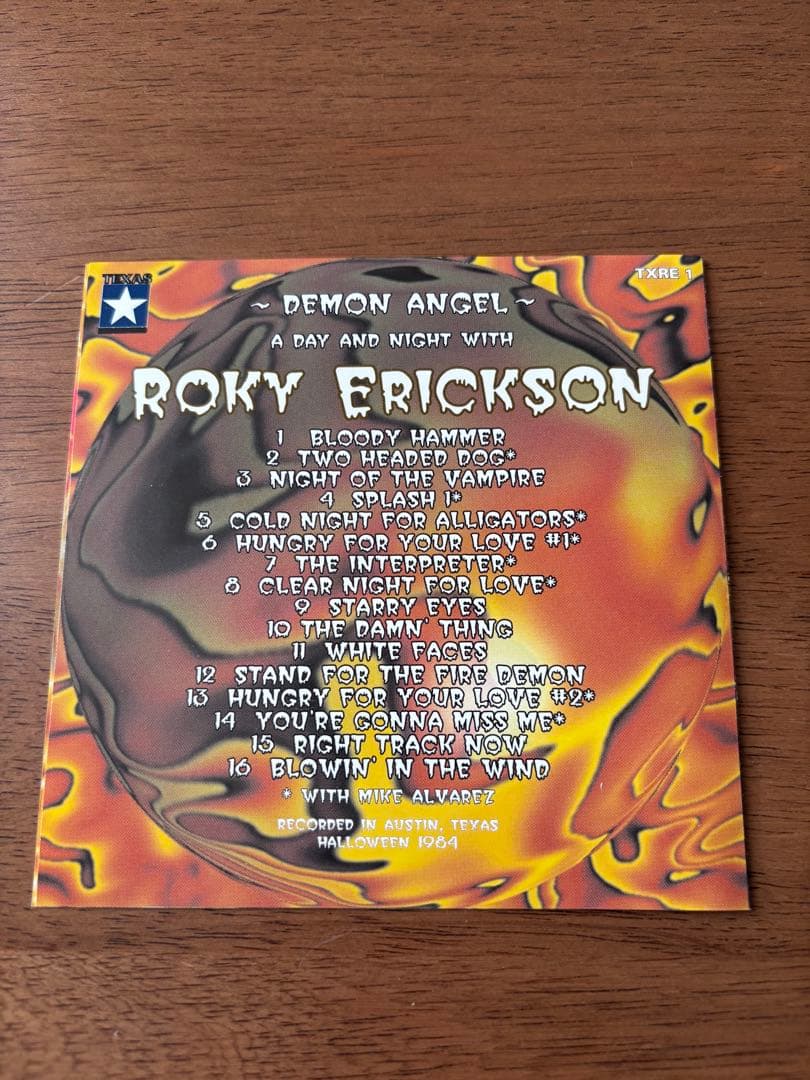 TEXAS
TXRE 1
~ DEMON ANGEL ~
A DAY AND NIGHT WITH
ROKY ERICKSON
1 BLOODY HAMMER
2 TWO HEADED DOG*
3 NIGHT OF THE VAMPIRE
4 SPLASH 1*
5 COLD NIGHT FOR ALLIGATORS*
6 HUNGRY FOR YOUR LOVE #1*
7 THE INTERPRETER*
8 CLEAR NIGHT FOR LOVE*
9 STARRY EYES
10 THE DAMN' THING
11 WHITE FACES
12 STAND FOR THE FIRE DEMON
13 HUNGRY FOR YOUR LOVE #2*
14 YOU'RE GONNA MISS ME*
15 RIGHT TRACK NOW
16 BLOWIN' IN THE WIND
* WITH MIKE ALVAREZ
RECORDED IN AUSTIN, TEXAS
HALLOWEEN 1984